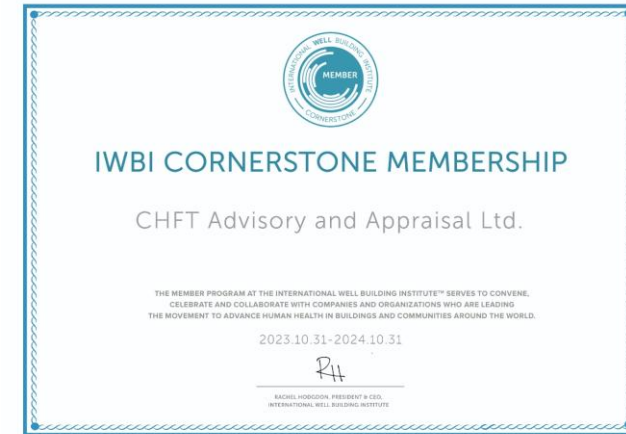 INTERNATIONAL WELL BUILDING INSTITUTE
MEMBER
CORNERSTONE
IWBI CORNERSTONE MEMBERSHIP
CHFT Advisory and Appraisal Ltd.
THE MEMBER PROGRAM AT THE INTERNATIONAL WELL BUILDING INSTITUTE™ SERVES TO CONVENE,
CELEBRATE AND COLLABORATE WITH COMPANIES AND ORGANIZATIONS WHO ARE LEADING
THE MOVEMENT TO ADVANCE HUMAN HEALTH IN BUILDINGS AND COMMUNITIES AROUND THE WORLD.
2023.10.31-2024.10.31
RH
RACHEL HODGDON, PRESIDENT & CEO,
INTERNATIONAL WELL BUILDING INSTITUTE